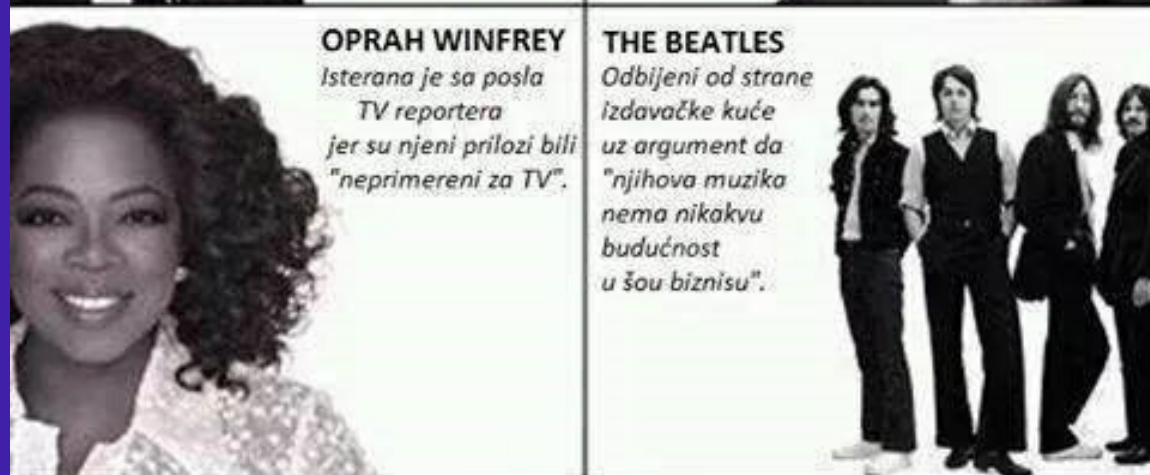 OPRAH WINFREY
Isterana je sa posla
TV reportera
jer su njeni prilozi bili
"neprimereni za TV".
THE BEATLES
Odbijeni od strane
izdavačke kuće
uz argument da
"njihova muzika
nema nikakvu
budućnost
u šou biznisu".